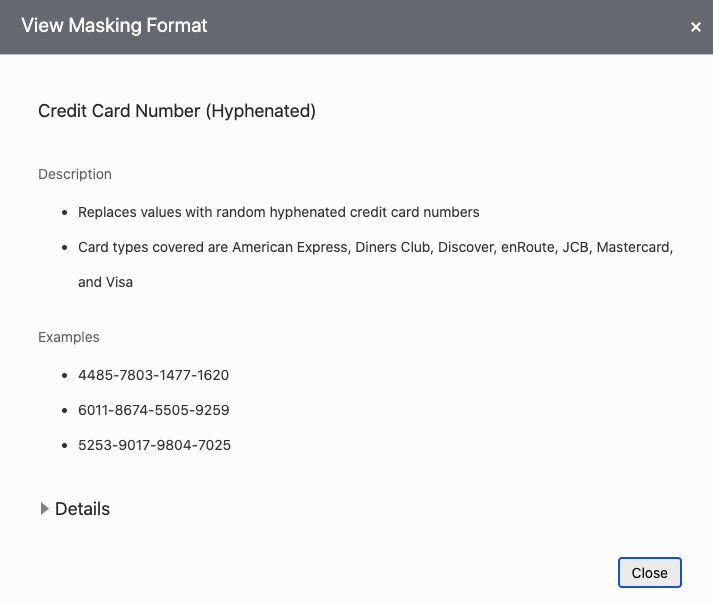 View Masking Format
×
Credit Card Number (Hyphenated)
Description
• Replaces values with random hyphenated credit card numbers
• Card types covered are American Express, Diners Club, Discover, enRoute, JCB, Mastercard,
and Visa
Examples
• 4485-7803-1477-1620
• 6011-8674-5505-9259
• 5253-9017-9804-7025
Details
Close